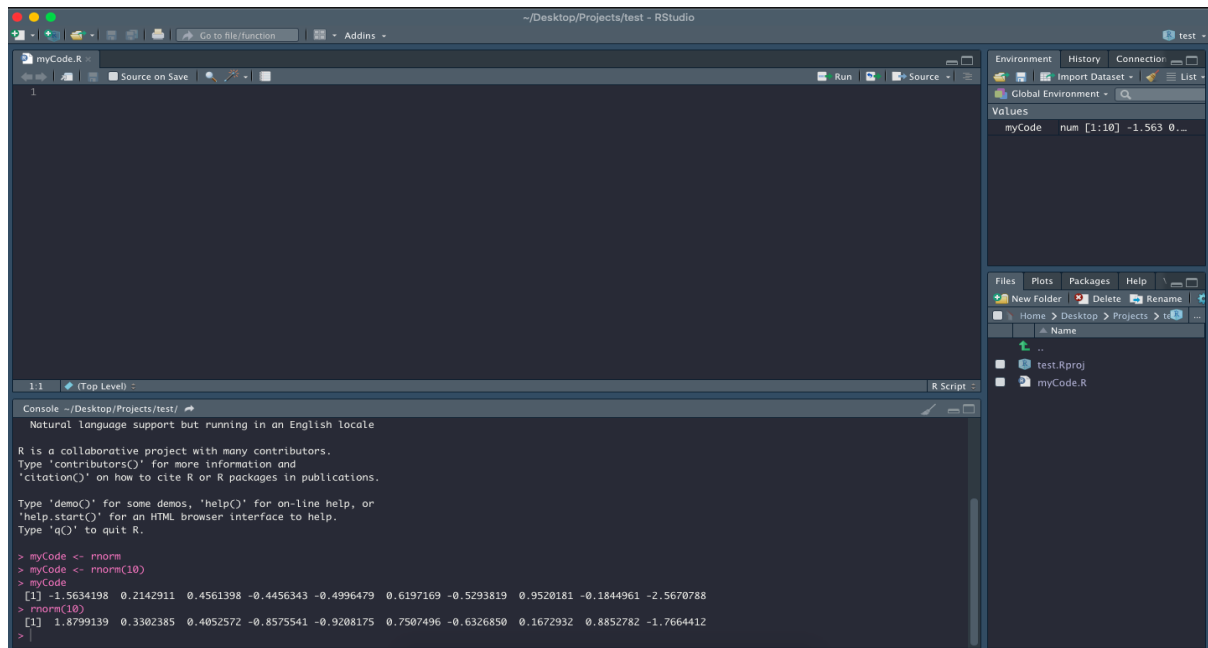 ~/Desktop/Projects/test - RStudio
Go to file/function Addins test
myCode.R
Source on Save Run Source
1
1:1 (Top Level) R Script
Console ~/Desktop/Projects/test/
Natural language support but running in an English locale
R is a collaborative project with many contributors.
Type 'contributors()' for more information and
'citation()' on how to cite R or R packages in publications.
Type 'demo()' for some demos, 'help()' for on-line help, or
'help.start()' for an HTML browser interface to help.
Type 'q()' to quit R.
> myCode <- rnorm
> myCode <- rnorm(10)
> myCode
[1] -1.5634198 0.2142911 0.4561398 -0.4456343 -0.4996479 0.6197169 -0.5293819 0.9520181 -0.1844961 -2.5670788
> rnorm(10)
[1] 1.8799139 0.3302385 0.4052572 -0.8575541 -0.9208175 0.7507496 -0.6326850 0.1672932 0.8852782 -1.7664412
>
Environment History Connection
Import Dataset List
Global Environment
Values
myCode num [1:10] -1.563 0.…
Files Plots Packages Help
New Folder Delete Rename
Home > Desktop > Projects > te ...
Name
..
test.Rproj
myCode.R